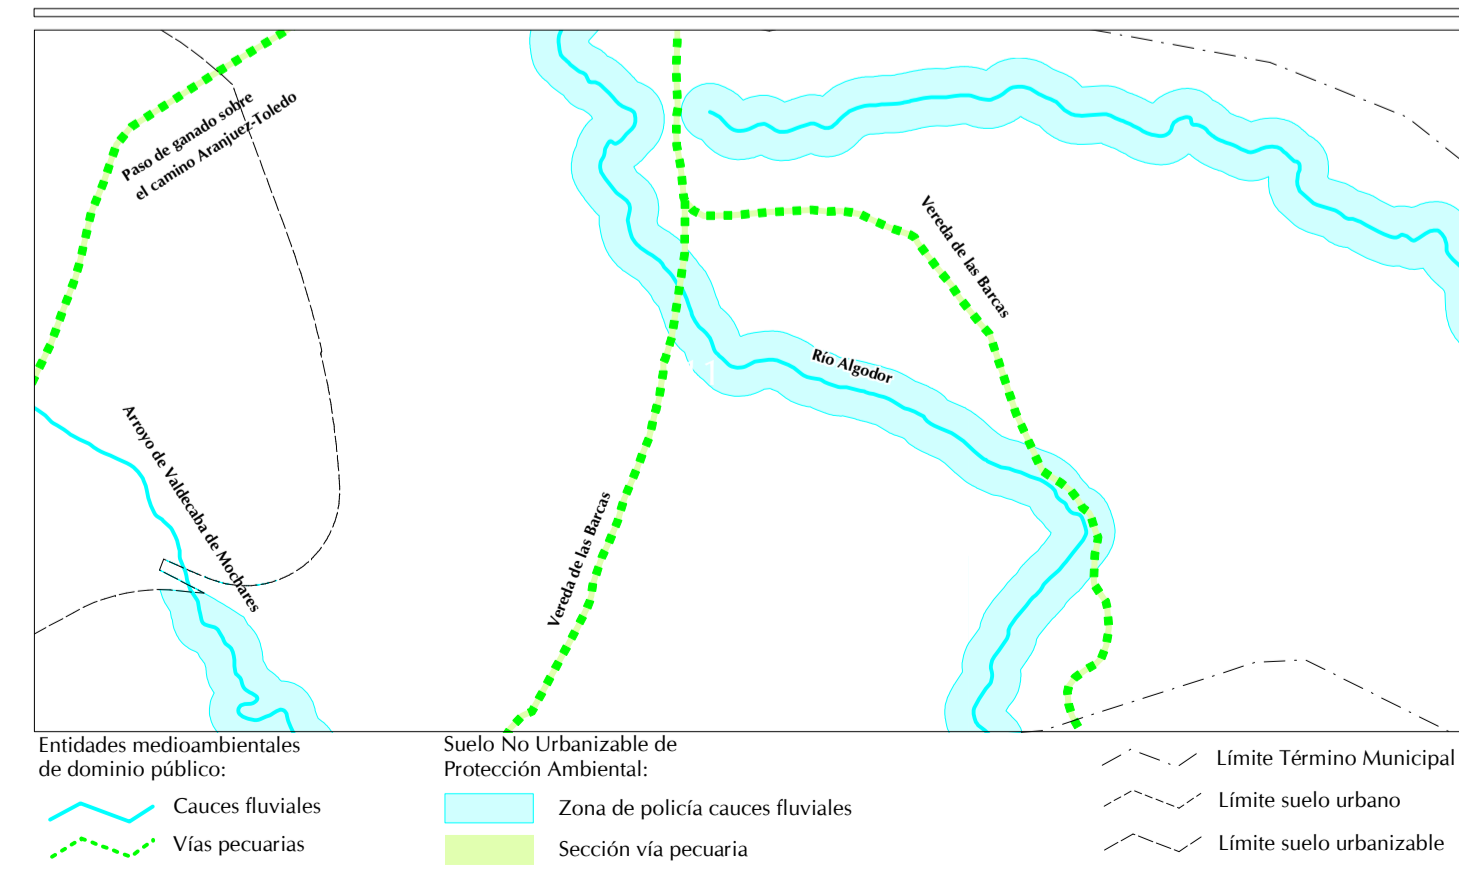 Paso de ganado sobre
el camino Aranjuez-Toledo
Vereda de las Barcas
Río Algodor
Arroyo de Valdecaba de Mochares
Vereda de las Barcas
1
Entidades medioambientales
de dominio público:
Cauces fluviales
Vías pecuarias
Suelo No Urbanizable de
Protección Ambiental:
Zona de policía cauces fluviales
Sección vía pecuaria
Límite Término Municipal
Límite suelo urbano
Límite suelo urbanizable